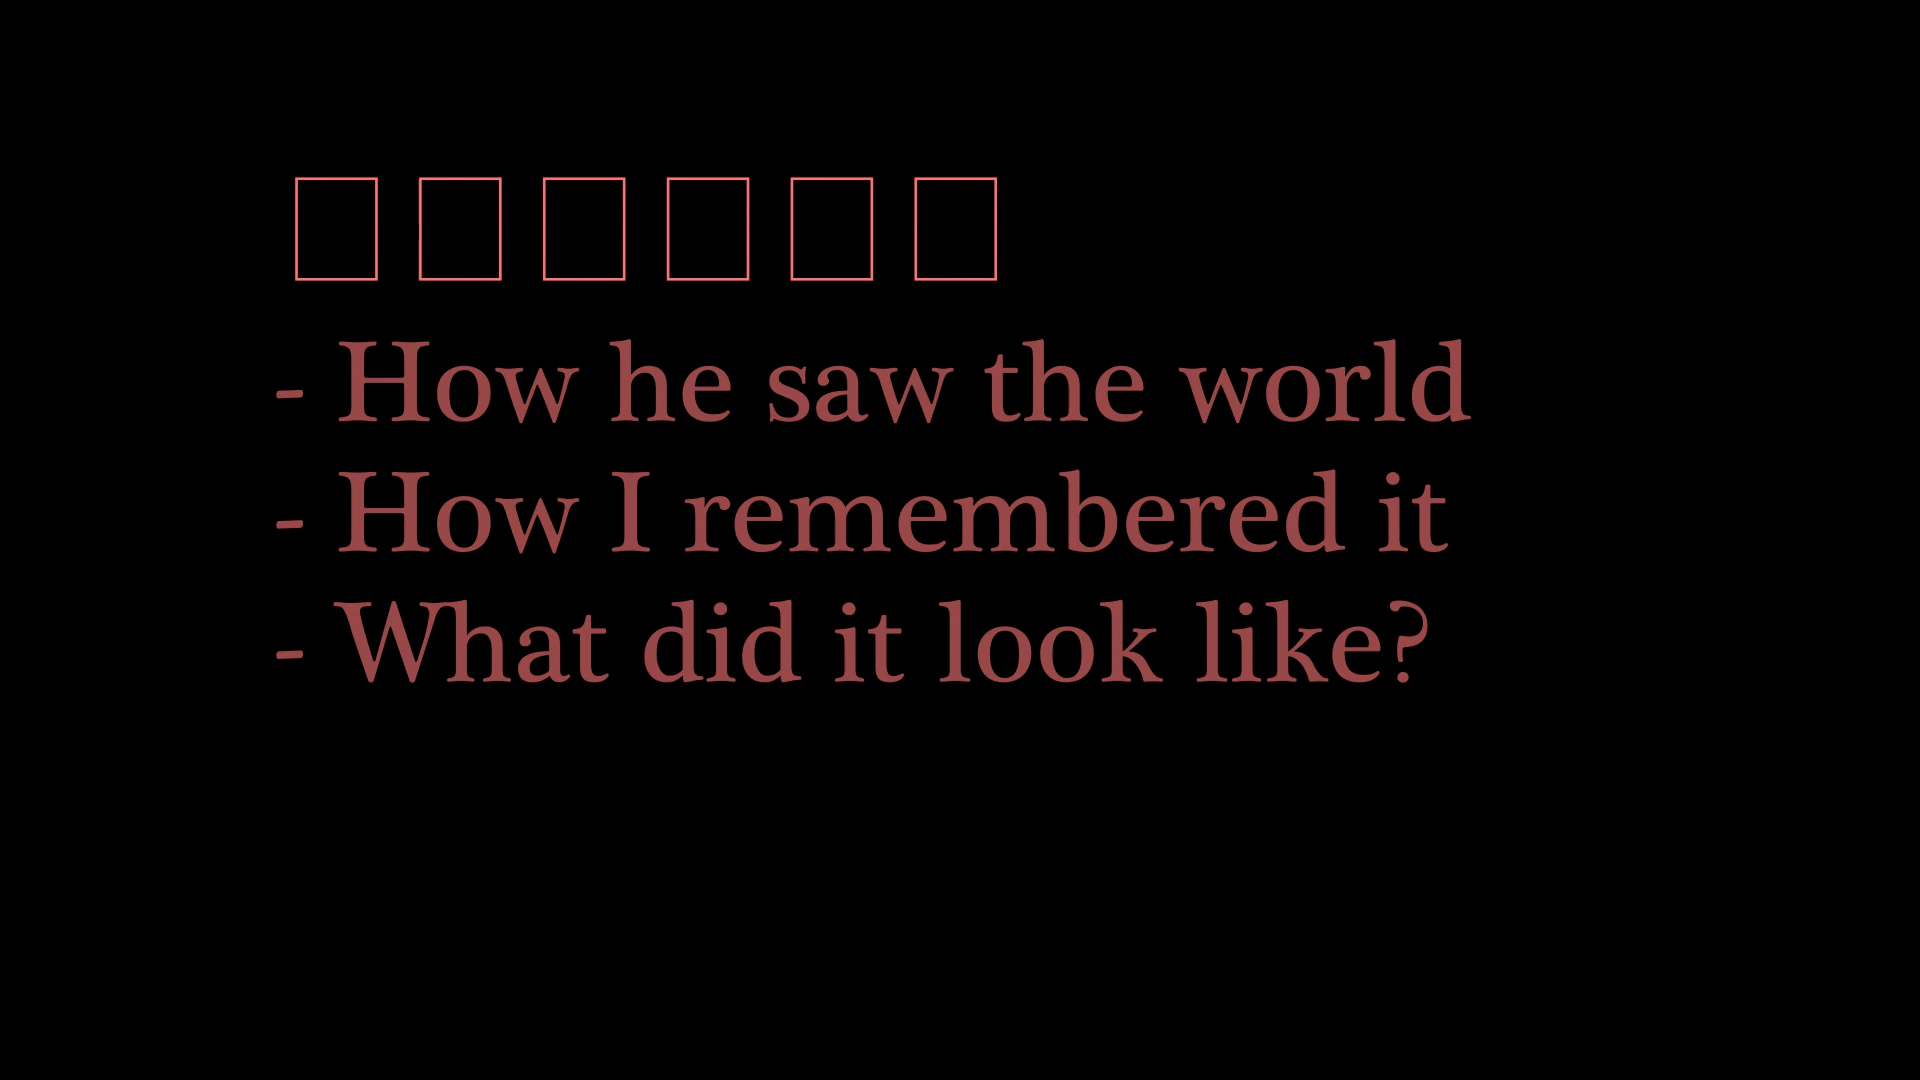 □□□□□□
- How he saw the world
- How I remembered it
- What did it look like?